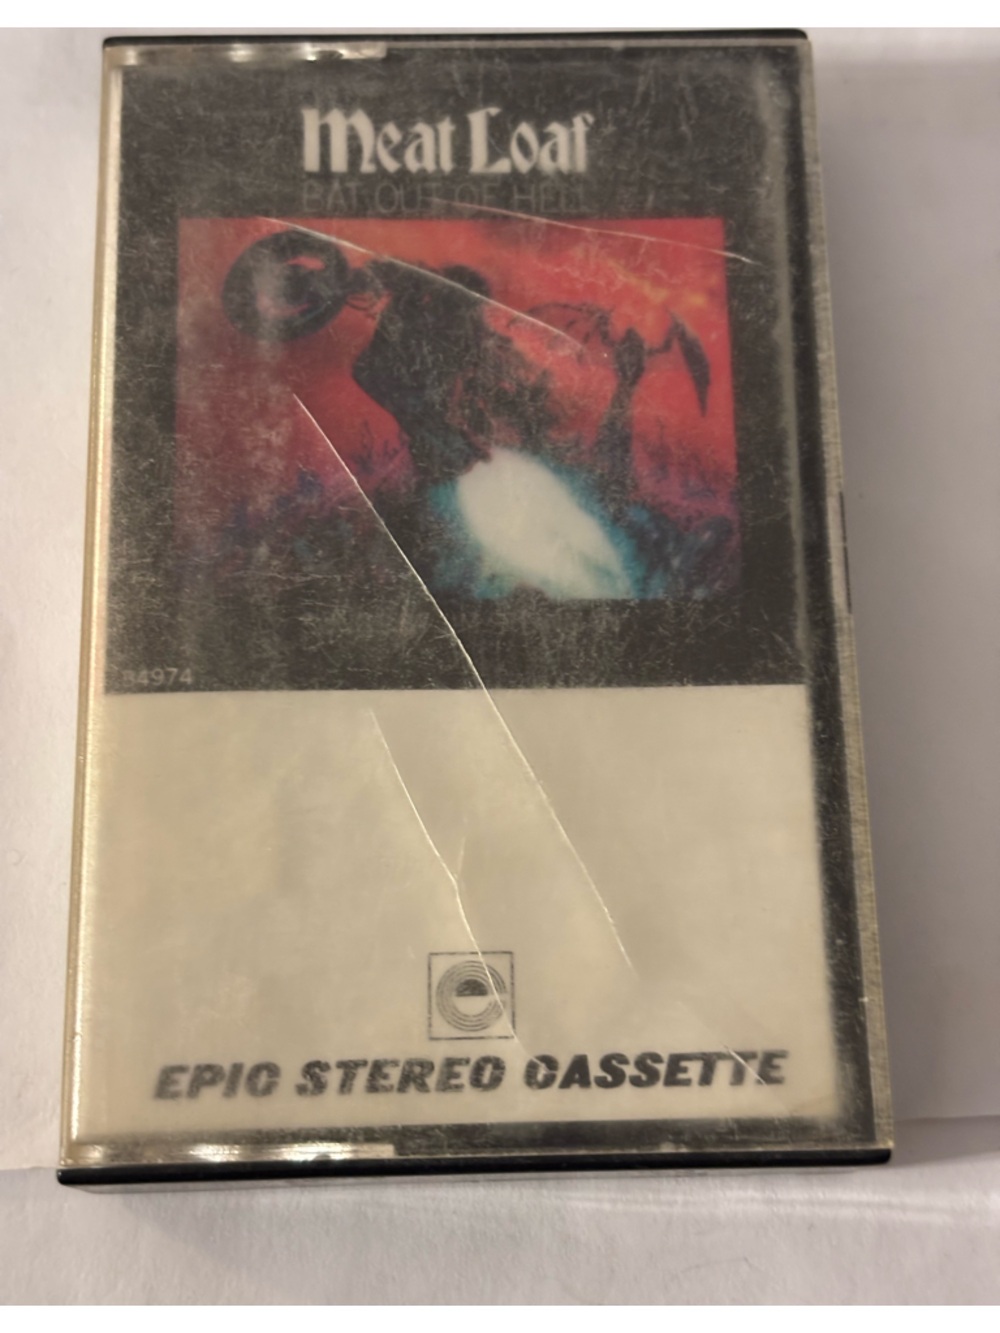 Meat Loaf
BAT OUT OF HELL
34974
e
EPIC STEREO CASSETTE